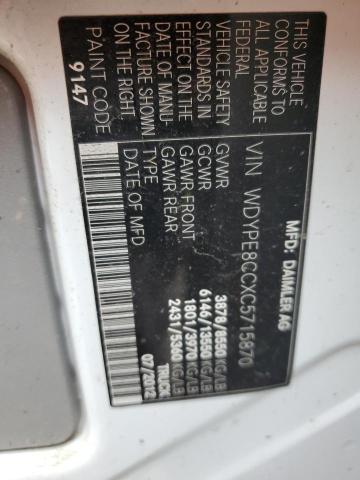 MFD: DAIMLER AG
VIN WDYPE8CCXC5715870
GVWR 3878/8550 KG/LB
GCWR 6146/13550 KG/LB
GAWR FRONT 1801/3970 KG/LB
GAWR REAR 2431/5360 KG/LB
TYPE TRUCK
DATE OF MANUF. 07/2012
THIS VEHICLE
CONFORMS TO
ALL APPLICABLE
FEDERAL
VEHICLE SAFETY
STANDARDS IN
EFFECT ON THE
DATE OF MANU-
FACTURE SHOWN
ON THE RIGHT
PAINT CODE
9147